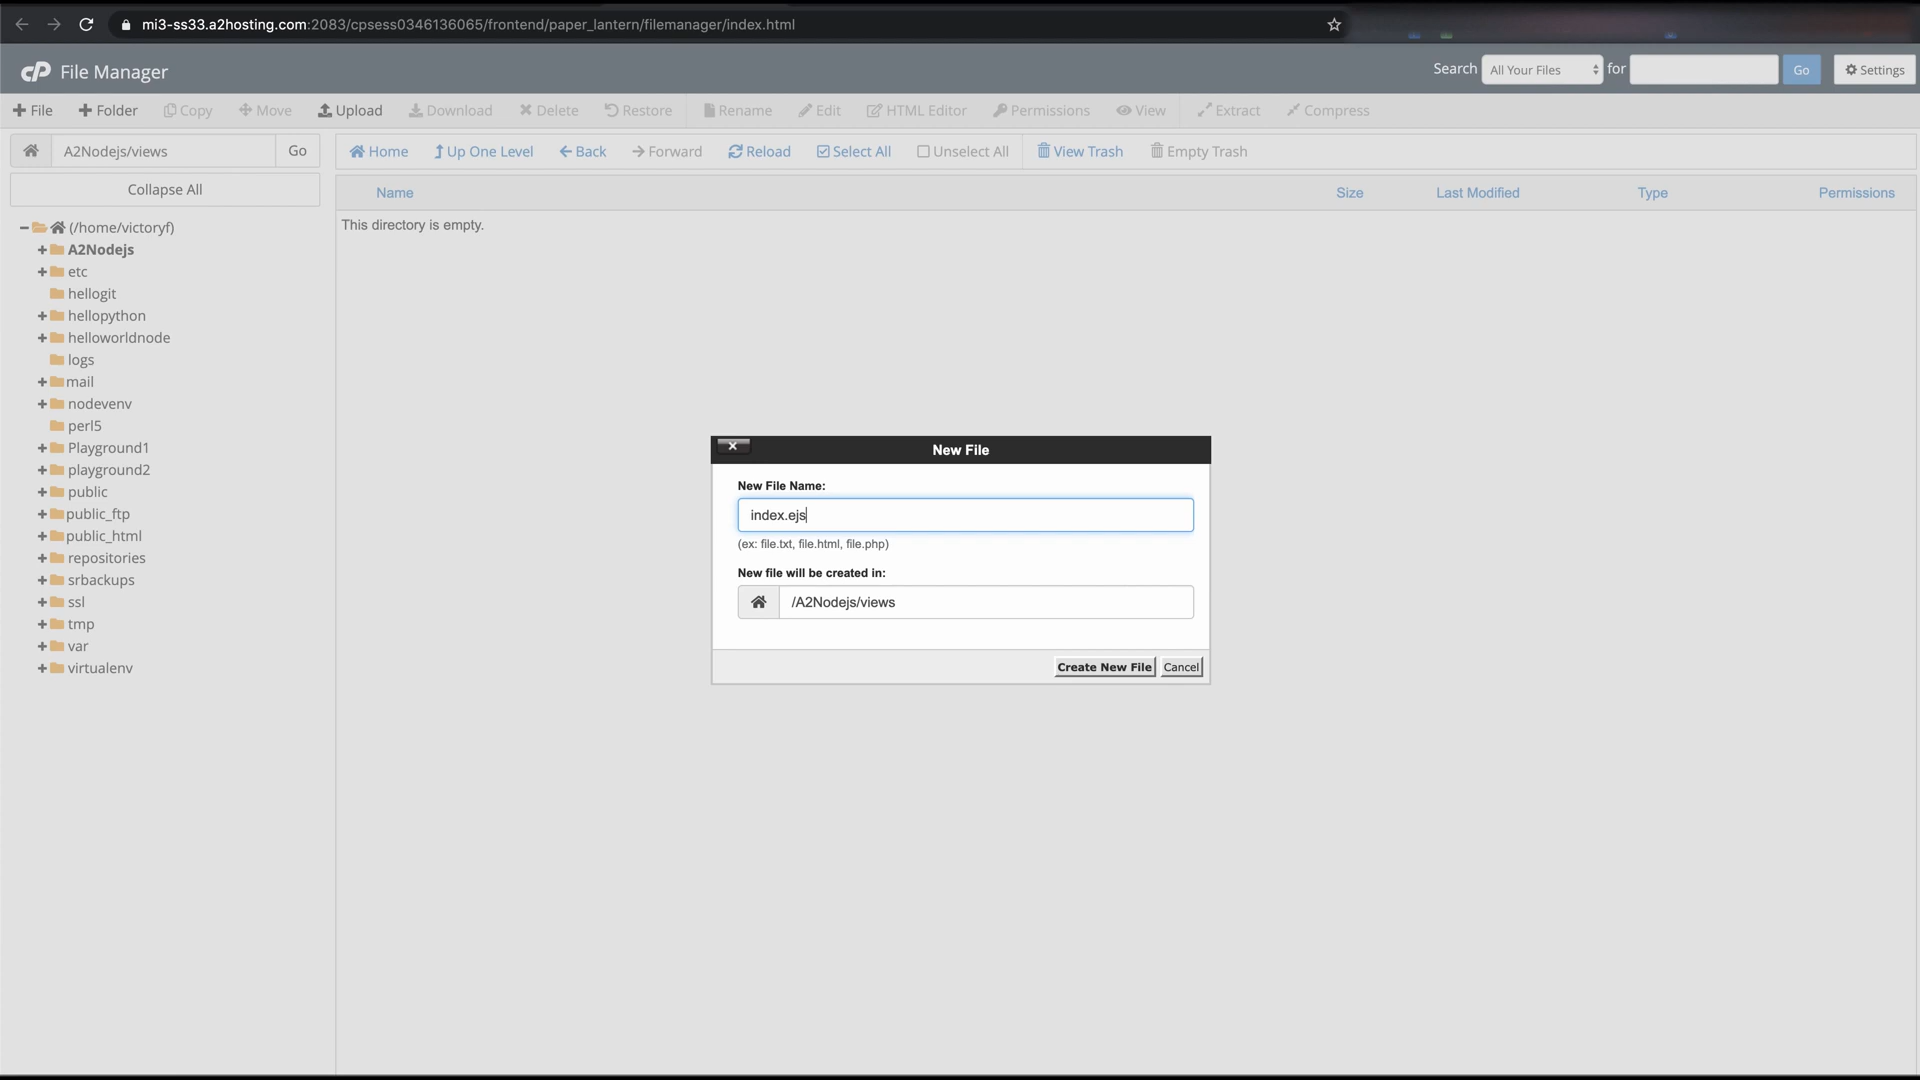 mi3-ss33.a2hosting.com:2083/cpsess0346136065/frontend/paper_lantern/filemanager/index.html
cP File Manager
Search All Your Files for Go Settings
File Folder Copy Move Upload Download Delete Restore Rename Edit HTML Editor Permissions View Extract Compress
A2Nodejs/views Go
Home Up One Level Back Forward Reload Select All Unselect All View Trash Empty Trash
Collapse All
Name Size Last Modified Type Permissions
This directory is empty.
(/home/victoryf)
A2Nodejs
etc
hellogit
hellopython
helloworldnode
logs
mail
nodevenv
perl5
Playground1
playground2
public
public_ftp
public_html
repositories
srbackups
ssl
tmp
var
virtualenv
New File
New File Name:
index.ejs
(ex: file.txt, file.html, file.php)
New file will be created in:
/A2Nodejs/views
Create New File Cancel